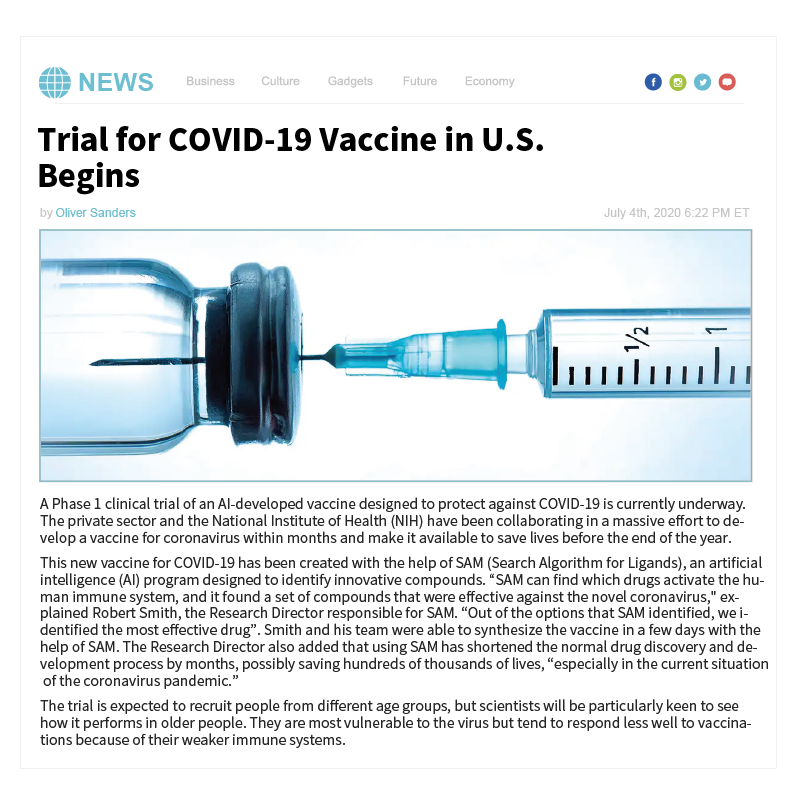 NEWS Business Culture Gadgets Future Economy
Trial for COVID-19 Vaccine in U.S.
Begins
by Oliver Sanders July 4th, 2020 6:22 PM ET
1/2 1
A Phase 1 clinical trial of an AI-developed vaccine designed to protect against COVID-19 is currently underway.
The private sector and the National Institute of Health (NIH) have been collaborating in a massive effort to de-
velop a vaccine for coronavirus within months and make it available to save lives before the end of the year.
This new vaccine for COVID-19 has been created with the help of SAM (Search Algorithm for Ligands), an artificial
intelligence (AI) program designed to identify innovative compounds. “SAM can find which drugs activate the hu-
man immune system, and it found a set of compounds that were effective against the novel coronavirus," ex-
plained Robert Smith, the Research Director responsible for SAM. “Out of the options that SAM identified, we i-
dentified the most effective drug”. Smith and his team were able to synthesize the vaccine in a few days with the
help of SAM. The Research Director also added that using SAM has shortened the normal drug discovery and de-
velopment process by months, possibly saving hundreds of thousands of lives, “especially in the current situation
of the coronavirus pandemic.”
The trial is expected to recruit people from different age groups, but scientists will be particularly keen to see
how it performs in older people. They are most vulnerable to the virus but tend to respond less well to vaccina-
tions because of their weaker immune systems.